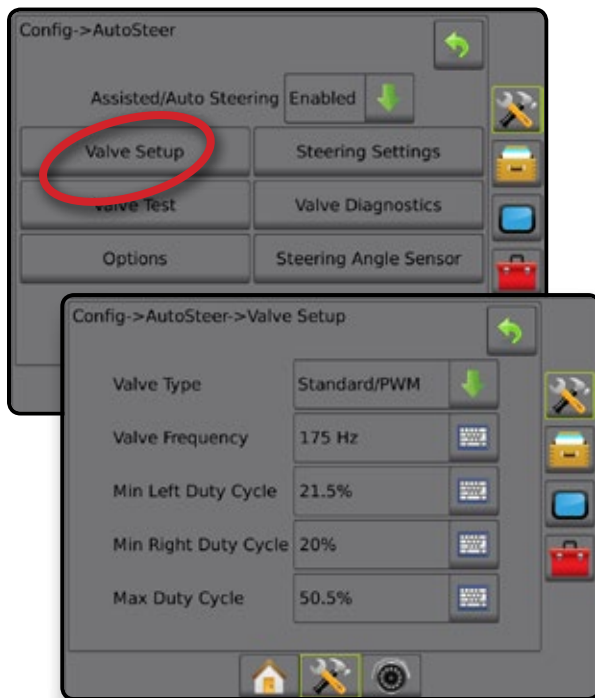 Config->AutoSteer
Assisted/Auto Steering Enabled
Valve Setup Steering Settings
Valve Test Valve Diagnostics
Options Steering Angle Sensor
Config->AutoSteer->Valve Setup
Valve Type Standard/PWM
Valve Frequency 175 Hz
Min Left Duty Cycle 21.5%
Min Right Duty Cycle 20%
Max Duty Cycle 50.5%